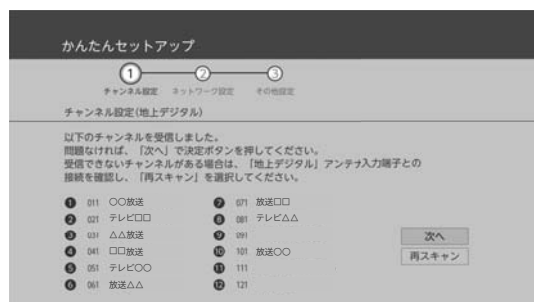 かんたんセットアップ
1 2 3
チャンネル設定 ネットワーク設定 その他設定
チャンネル設定(地上デジタル)
以下のチャンネルを受信しました。
問題なければ、「次へ」で決定ボタンを押してください。
受信できないチャンネルがある場合は、「地上デジタル」アンテナ入力端子との
接続を確認し、「再スキャン」を選択してください。
1 011 〇〇放送
2 021 テレビ□□
3 031 △△放送
4 041 □□放送
5 051 テレビ〇〇
6 061 放送△△
7 071 放送□□
8 081 テレビ△△
9 091
10 101 放送〇〇
11 111
12 121
次へ
再スキャン